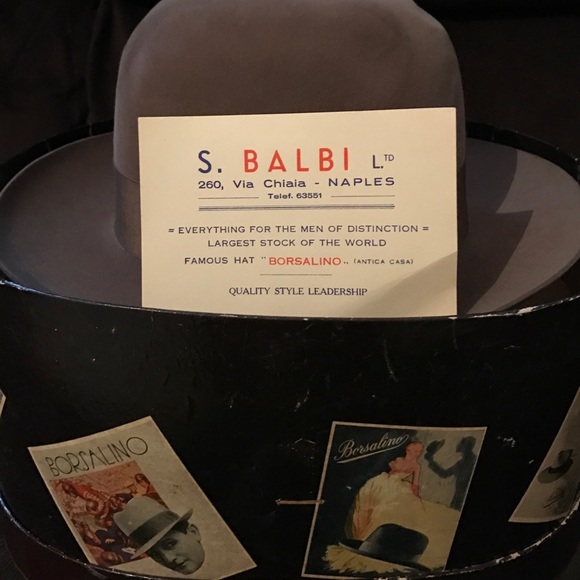 S. BALBI L.TD
260, Via Chiaia - NAPLES
Telef. 63551
= EVERYTHING FOR THE MEN OF DISTINCTION =
LARGEST STOCK OF THE WORLD
FAMOUS HAT "BORSALINO„ (ANTICA CASA)
QUALITY STYLE LEADERSHIP
BORSALINO
Borsalino